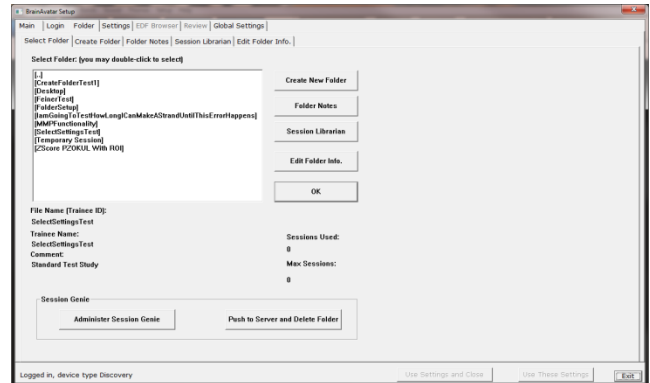 BrainAvatar Setup
Main Login Folder Settings EDF Browser Review Global Settings
Select Folder Create Folder Folder Notes Session Librarian Edit Folder Info.
Select Folder: (you may double-click to select)
[..]
[CreateFolderTest1]
[Desktop]
[FeinerTest]
[FolderSetup]
[IamGoingToTestHowLongICanMakeAStrandUntilThisErrorHappens]
[MMPFunctionality]
[SelectSettingsTest]
[Temporary Session]
[ZScore PZOKUL With ROI]
Create New Folder
Folder Notes
Session Librarian
Edit Folder Info.
OK
File Name (Trainee ID):
SelectSettingsTest
Trainee Name:
SelectSettingsTest
Comment:
Standard Test Study
Sessions Used:
0
Max Sessions:
0
Session Genie
Administer Session Genie Push to Server and Delete Folder
Logged in, device type Discovery Use Settings and Close Use These Settings Exit